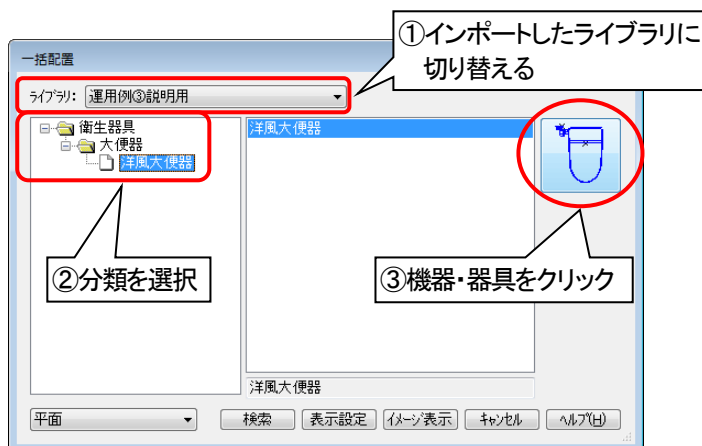 ①インポートしたライブラリに
切り替える
一括配置
ライブラリ: 運用例③説明用
衛生器具
大便器
洋風大便器
洋風大便器
②分類を選択
③機器・器具をクリック
洋風大便器
平面 検索 表示設定 イメージ表示 キャンセル ヘルプ(H)